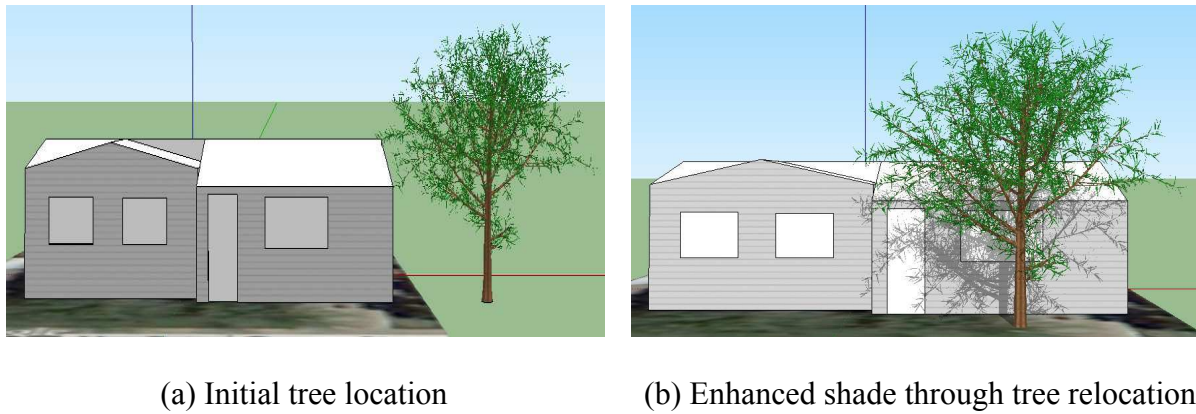 (a) Initial tree location
(b) Enhanced shade through tree relocation